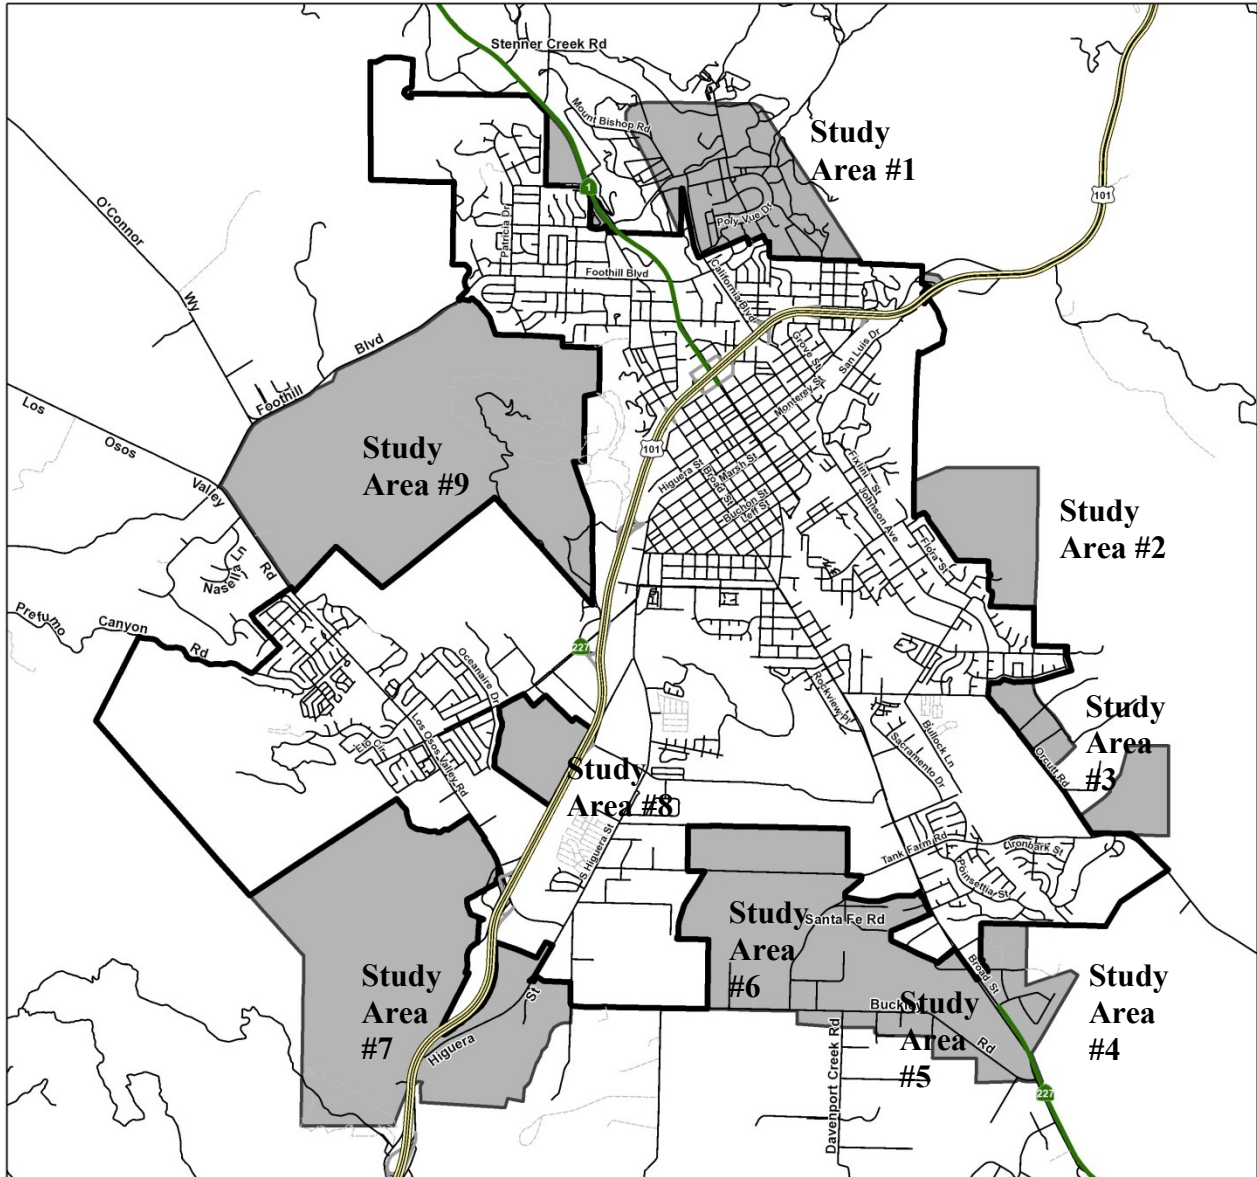 Stenner Creek Rd
Mount Bishop Rd
Study
Area #1
1
101
O'Connor
Wy
Patricia Dr
Poly Vue Dr
Foothill Blvd
California Blvd
Foothill Blvd
Grove St
San Luis Dr
Monterey St
Los Osos Valley Rd
Study
Area #9
101
Higuera St
Broad St
Marsh St
Buchon St
Leff St
Fixlini St
Johnson Ave
Flora St
Study
Area #2
Nasella Ln
Prefumo Canyon Rd
227
Oceanaire Dr
Rockview Pl
Study
Area
#3
Orcutt Rd
Bullock Ln
Sacramento Dr
Eto Cir
Los Osos Valley Rd
Study
Area #8
S Higuera St
Tank Farm Rd
Ironbark St
Poinsettia St
Study
Area
#6
Santa Fe Rd
Broad St
Study
Area
#7
Higuera St
Buckley Rd
Study
Area
#5
Study
Area
#4
Davenport Creek Rd
227